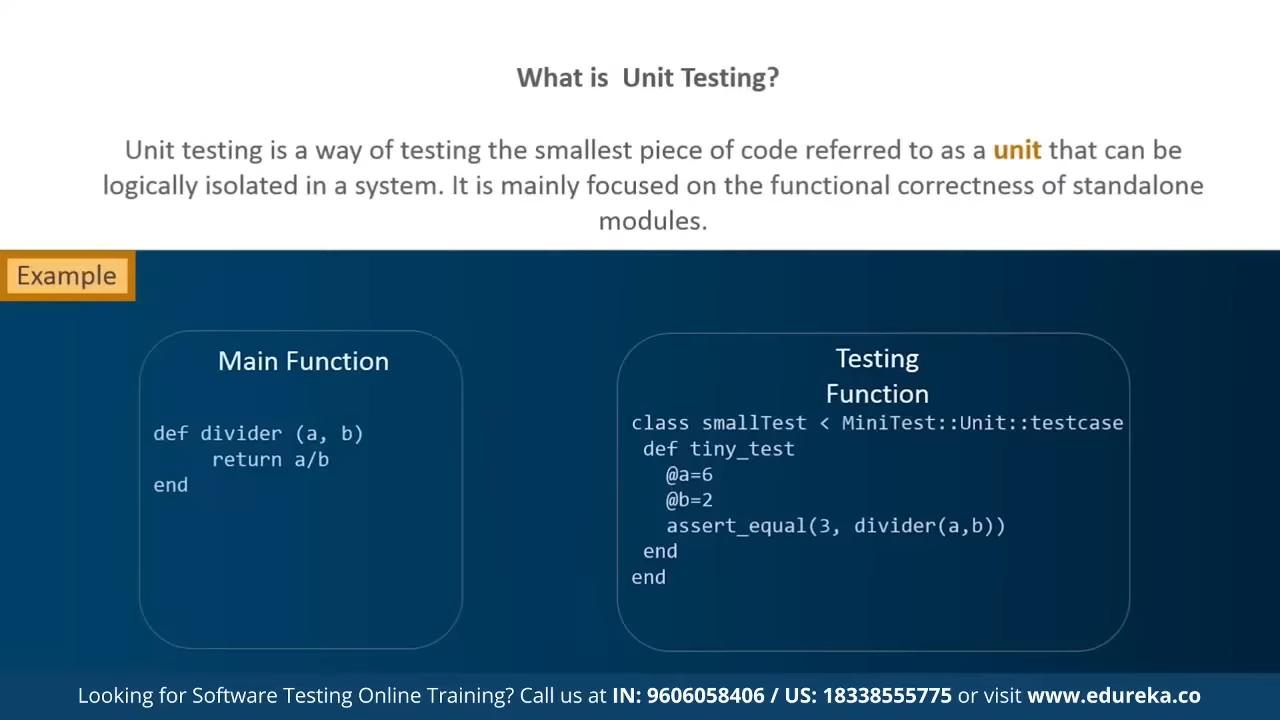 What is Unit Testing?
Unit testing is a way of testing the smallest piece of code referred to as a unit that can be
logically isolated in a system. It is mainly focused on the functional correctness of standalone
modules.
Example
Main Function
def divider (a, b)
return a/b
end
Testing
Function
class smallTest < MiniTest::Unit::testcase
def tiny_test
@a=6
@b=2
assert_equal(3, divider(a,b))
end
end
Looking for Software Testing Online Training? Call us at IN: 9606058406 / US: 18338555775 or visit www.edureka.co